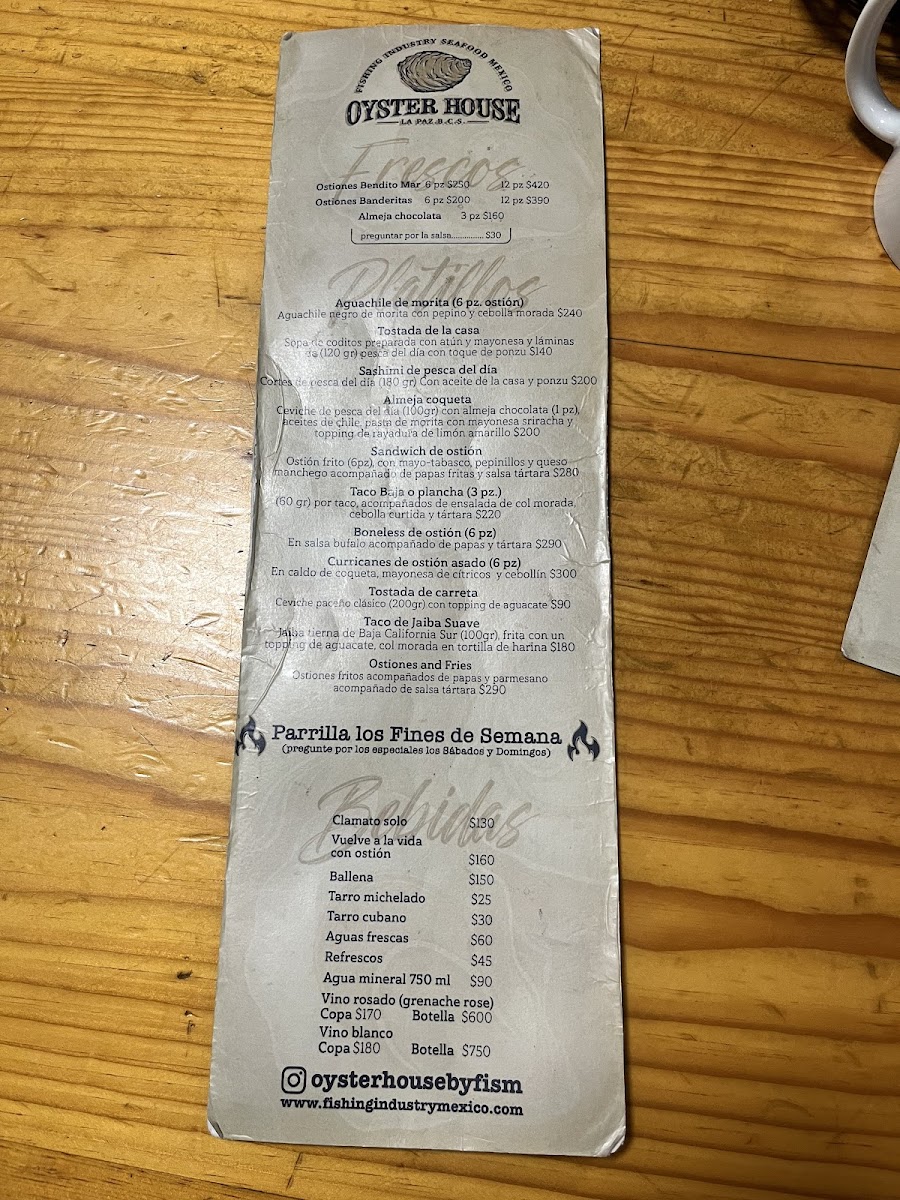 FISHING INDUSTRY SEAFOOD MEXICO
OYSTER HOUSE
LA PAZ B.C.S.
Frescos
Ostiones Bendito Mar 6 pz $250 12 pz $420
Ostiones Banderitas 6 pz $200 12 pz $390
Almeja chocolata 3 pz $160
preguntar por la salsa............... $30
Platillos
Aguachile de morita (6 pz. ostión)
Aguachile negro de morita con pepino y cebolla morada $240
Tostada de la casa
Sopa de coditos preparada con atún y mayonesa y láminas
de (120 gr) pesca del día con toque de ponzu $140
Sashimi de pesca del día
Cortes de pesca del día (180 gr) Con aceite de la casa y ponzu $200
Almeja coqueta
Ceviche de pesca del día (100gr) con almeja chocolata (1 pz),
aceites de chile, pasta de morita con mayonesa sriracha y
topping de rayadura de limón amarillo $200
Sandwich de ostión
Ostión frito (6pz), con mayo-tabasco, pepinillos y queso
manchego acompañado de papas fritas y salsa tártara $280
Taco Baja o plancha (3 pz.)
(60 gr) por taco, acompañados de ensalada de col morada,
cebolla curtida y tártara $220
Boneless de ostión (6 pz)
En salsa bufalo acompañado de papas y tártara $290
Curricanes de ostión asado (6 pz)
En caldo de coqueta, mayonesa de cítricos y cebollín $300
Tostada de carreta
Ceviche paceño clásico (200gr) con topping de aguacate $90
Taco de Jaiba Suave
Jaiba tierna de Baja California Sur (100gr), frita con un
topping de aguacate, col morada en tortilla de harina $180
Ostiones and Fries
Ostiones fritos acompañados de papas y parmesano
acompañado de salsa tártara $290
Parrilla los Fines de Semana
(pregunte por los especiales los Sábados y Domingos)
Bebidas
Clamato solo $130
Vuelve a la vida
con ostión $160
Ballena $150
Tarro michelado $25
Tarro cubano $30
Aguas frescas $60
Refrescos $45
Agua mineral 750 ml $90
Vino rosado (grenache rose)
Copa $170 Botella $600
Vino blanco
Copa $180 Botella $750
oysterhousebyfism
www.fishingindustrymexico.com